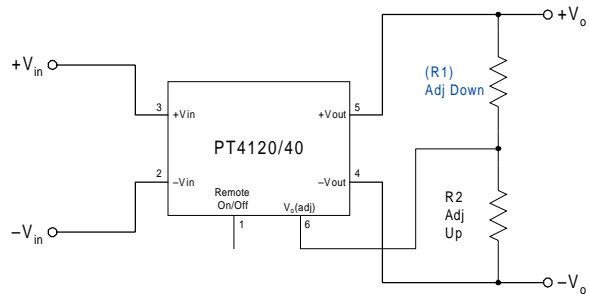 +Vo
+Vin
(R1)
Adj Down
3
+Vin
+Vout
5
PT4120/40
2
–Vin
–Vout
4
Remote
On/Off
Vo(adj)
1
6
R2
Adj
Up
–Vin
–Vo